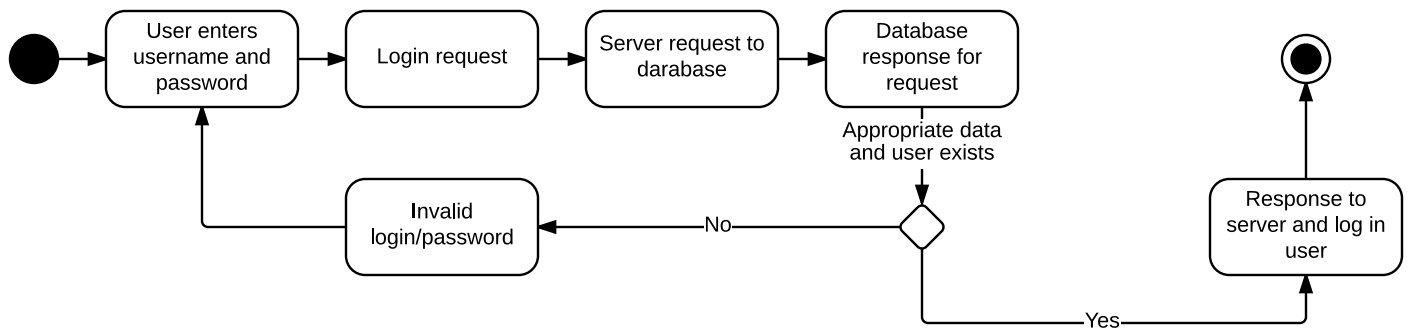 User enters
username and
password
Login request
Server request to
darabase
Database
response for
request
Appropriate data
and user exists
Invalid
login/password
No
Response to
server and log in
user
Yes